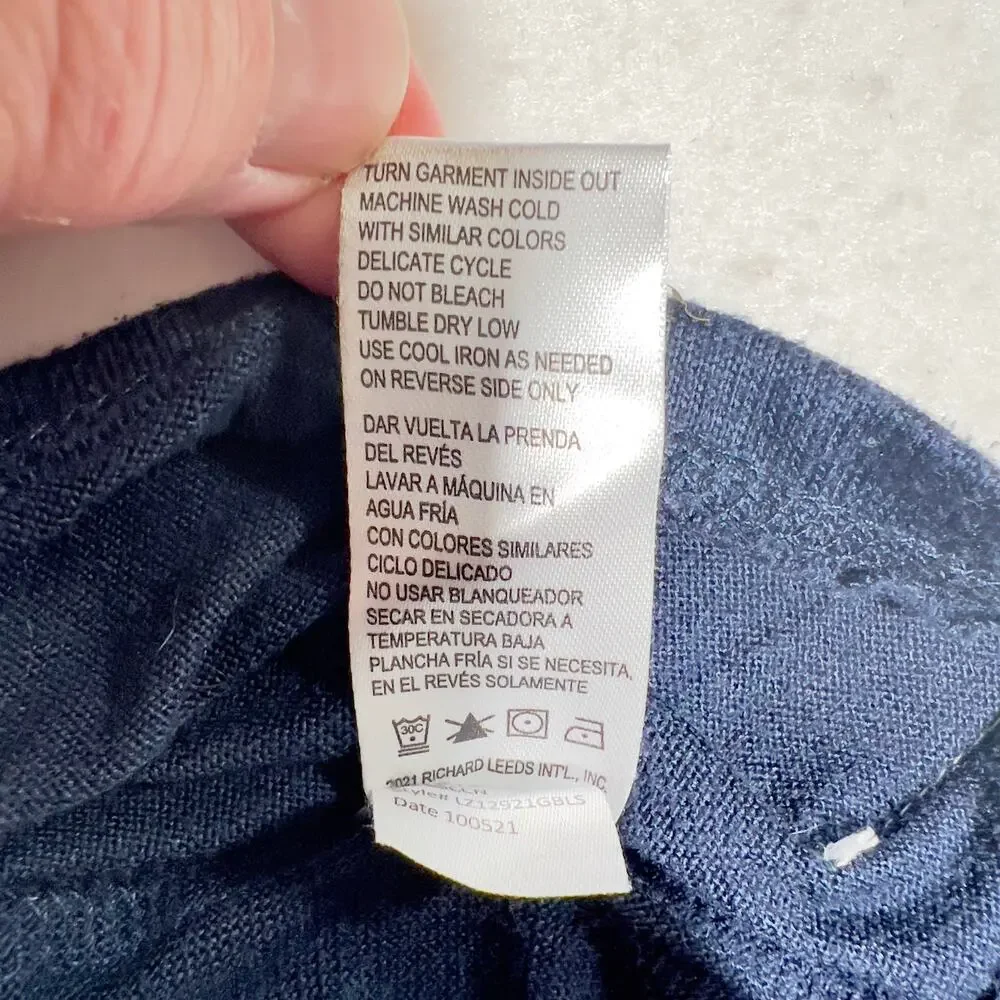 TURN GARMENT INSIDE OUT
MACHINE WASH COLD
WITH SIMILAR COLORS
DELICATE CYCLE
DO NOT BLEACH
TUMBLE DRY LOW
USE COOL IRON AS NEEDED
ON REVERSE SIDE ONLY
DAR VUELTA LA PRENDA
DEL REVÉS
LAVAR A MÁQUINA EN
AGUA FRÍA
CON COLORES SIMILARES
CICLO DELICADO
NO USAR BLANQUEADOR
SECAR EN SECADORA A
TEMPERATURA BAJA
PLANCHA FRÍA SI SE NECESITA,
EN EL REVÉS SOLAMENTE
30C
2021 RICHARD LEEDS INT'L., INC.
Style# LZ12921GBLS
Date 100521